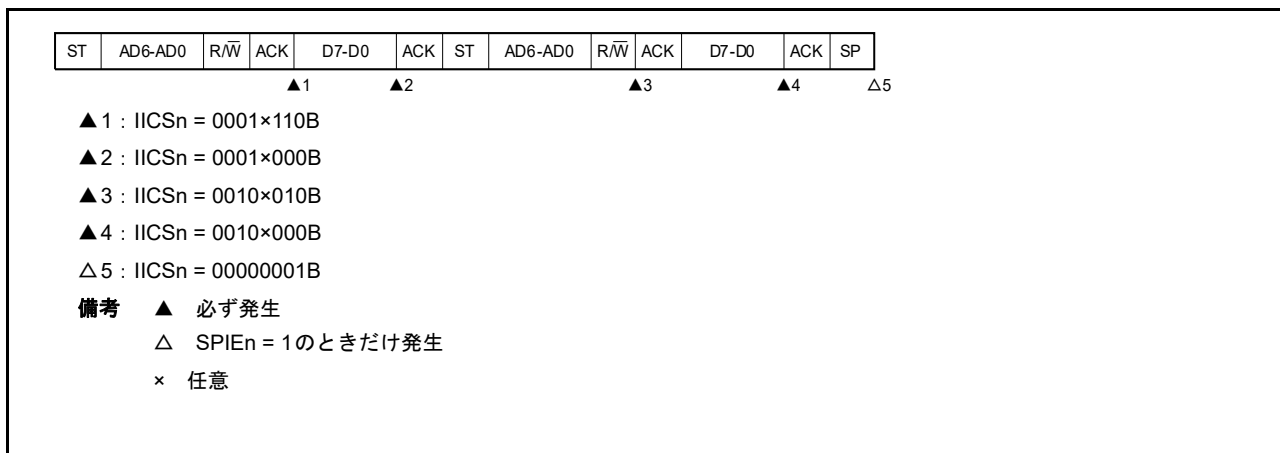 ST AD6-AD0 R/W̅ ACK D7-D0 ACK ST AD6-AD0 R/W̅ ACK D7-D0 ACK SP
▲1 ▲2 ▲3 ▲4 △5
▲1：IICSn = 0001×110B
▲2：IICSn = 0001×000B
▲3：IICSn = 0010×010B
▲4：IICSn = 0010×000B
△5：IICSn = 00000001B
備考 ▲ 必ず発生
△ SPIEn = 1のときだけ発生
× 任意